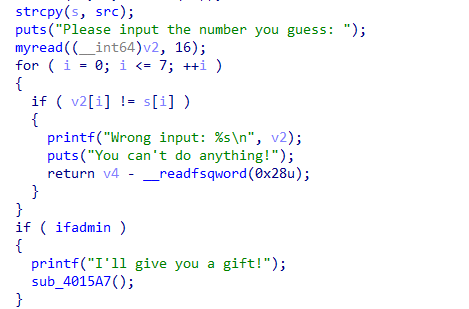 strcpy(s, src);
puts("Please input the number you guess: ");
myread((__int64)v2, 16);
for ( i = 0; i <= 7; ++i )
{
  if ( v2[i] != s[i] )
  {
    printf("Wrong input: %s\n", v2);
    puts("You can't do anything!");
    return v4 - __readfsqword(0x28u);
  }
}
if ( ifadmin )
{
  printf("I'll give you a gift!");
  sub_4015A7();
}